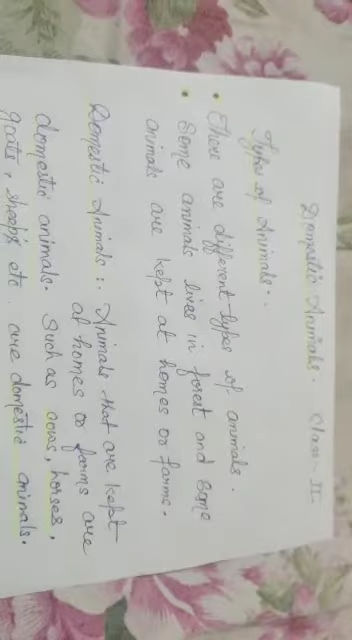 Domestic Animals. Class-II
Types of Animals:-
• There are different types of animals.
• Some animals lives in forest and some
animals are kept at homes or farms.
Domestic Animals:- Animals that are kept
at homes or farms are
domestic animals. Such as cows, horses,
goats, sheeps etc. are domestic animals.